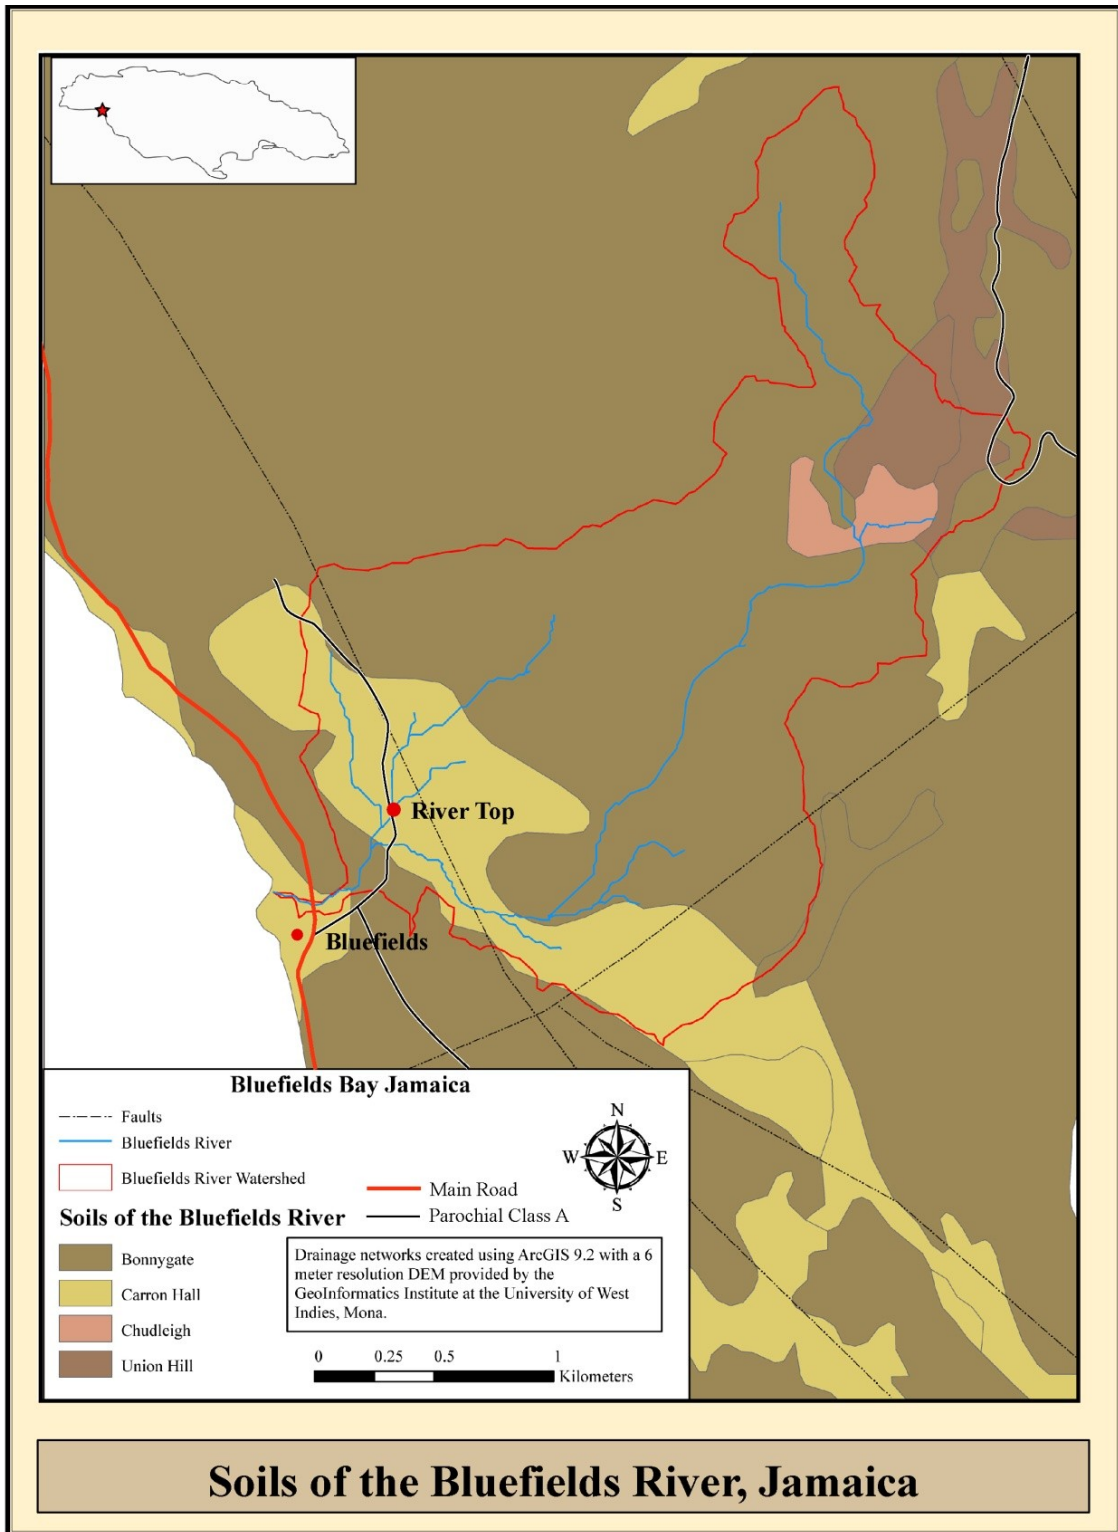 River Top
Bluefields
Bluefields Bay Jamaica
Faults
Bluefields River
Bluefields River Watershed
Main Road
Parochial Class A
N
W
E
S
Soils of the Bluefields River
Bonnygate
Carron Hall
Chudleigh
Union Hill
Drainage networks created using ArcGIS 9.2 with a 6
meter resolution DEM provided by the
GeoInformatics Institute at the University of West
Indies, Mona.
0 0.25 0.5 1
Kilometers
Soils of the Bluefields River, Jamaica